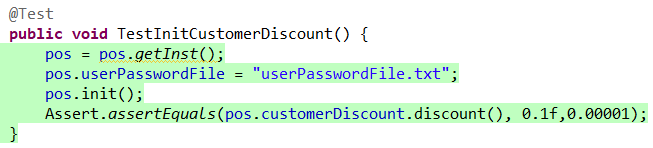 @Test
public void TestInitCustomerDiscount() {
    pos = pos.getInst();
    pos.userPasswordFile = "userPasswordFile.txt";
    pos.init();
    Assert.assertEquals(pos.customerDiscount.discount(), 0.1f,0.00001);
}